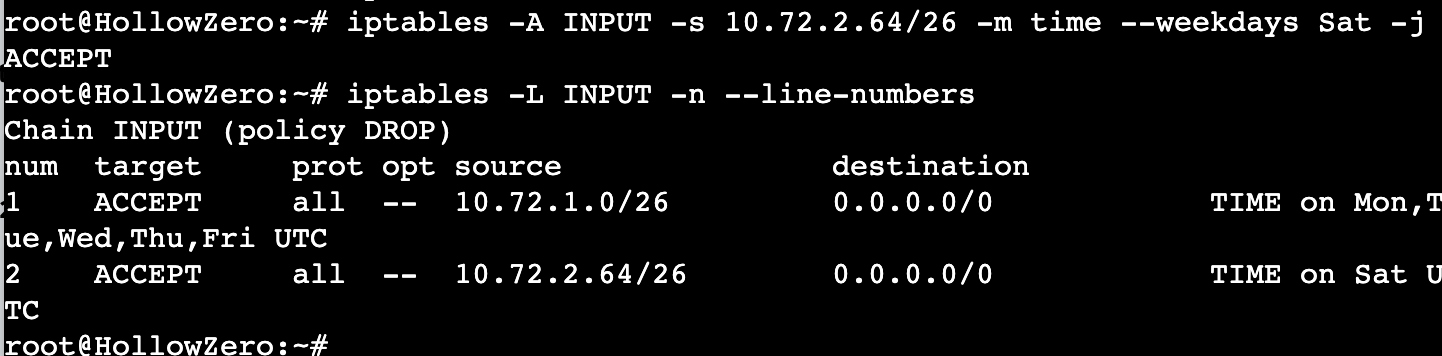 root@HollowZero:~# iptables -A INPUT -s 10.72.2.64/26 -m time --weekdays Sat -j
ACCEPT
root@HollowZero:~# iptables -L INPUT -n --line-numbers
Chain INPUT (policy DROP)
num  target     prot opt source               destination
1    ACCEPT     all  --  10.72.1.0/26         0.0.0.0/0            TIME on Mon,T
ue,Wed,Thu,Fri UTC
2    ACCEPT     all  --  10.72.2.64/26        0.0.0.0/0            TIME on Sat U
TC
root@HollowZero:~#